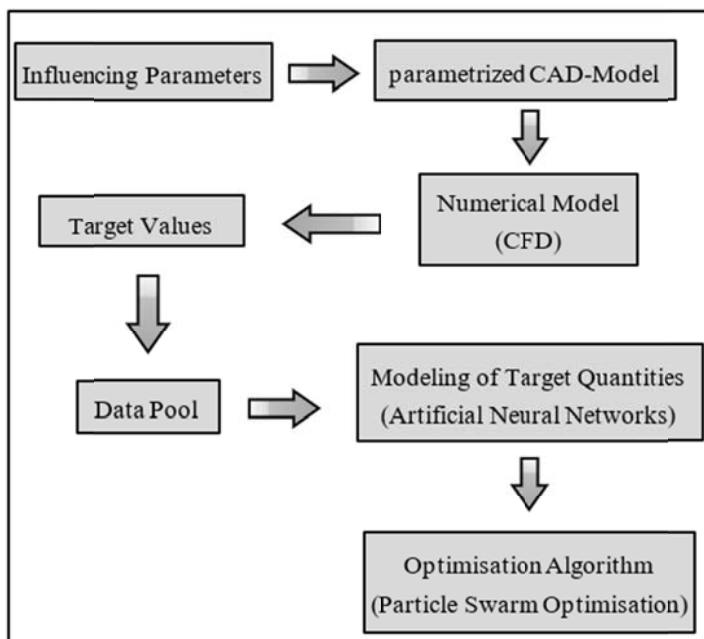 Influencing Parameters
parametrized CAD-Model
Numerical Model
(CFD)
Target Values
Data Pool
Modeling of Target Quantities
(Artificial Neural Networks)
Optimisation Algorithm
(Particle Swarm Optimisation)